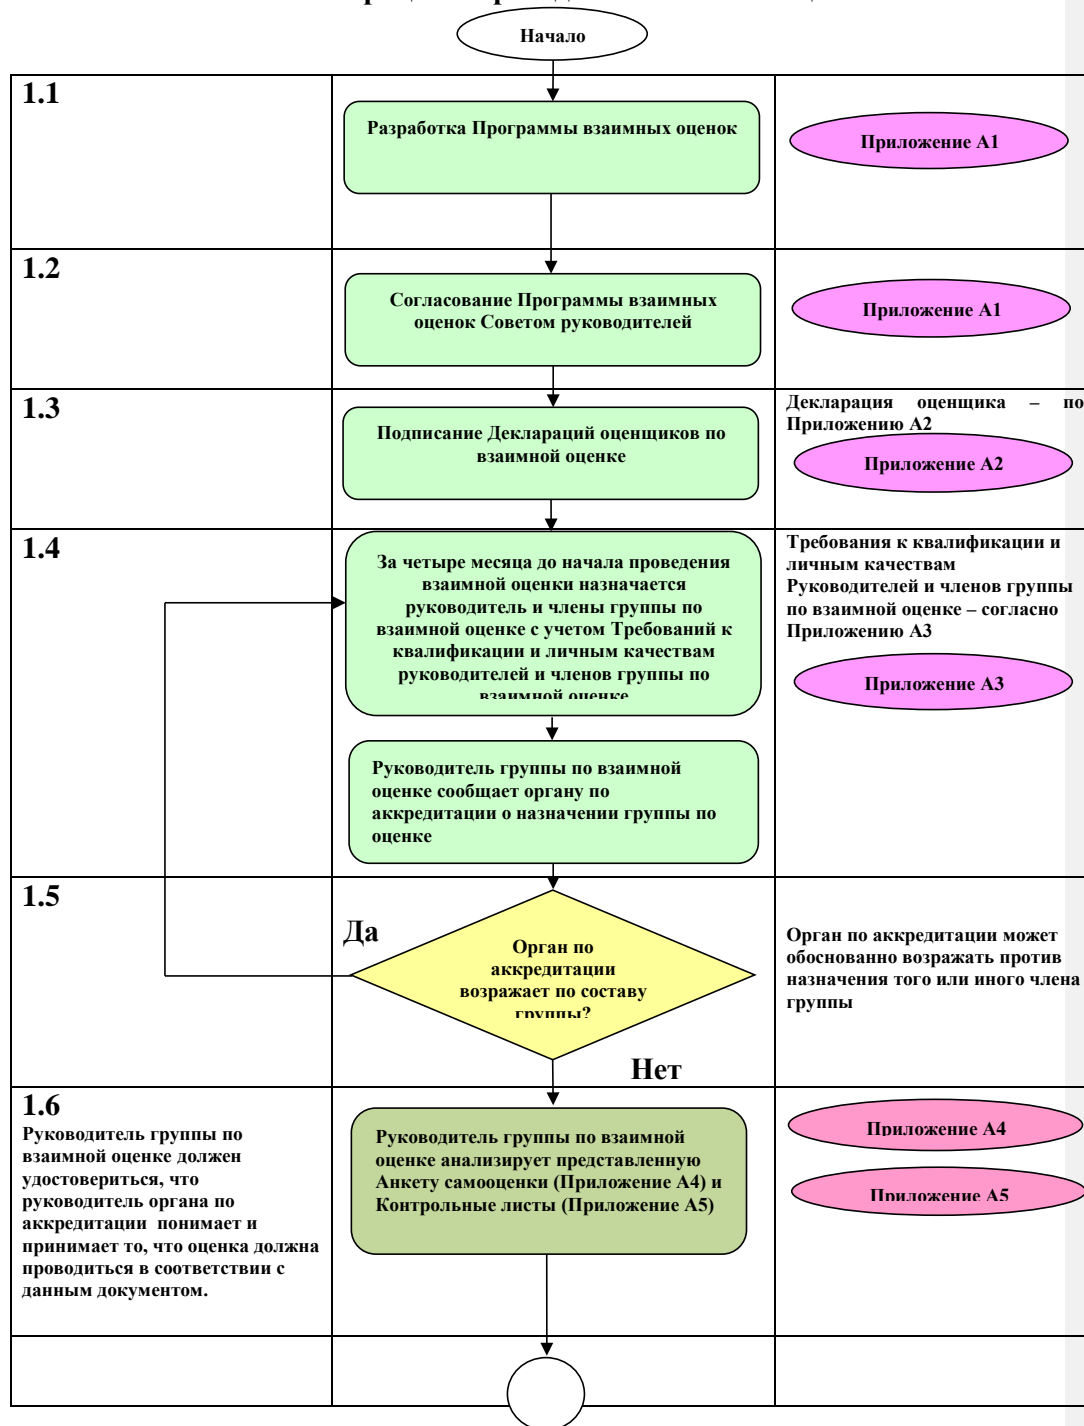 Начало
1.1
Разработка Программы взаимных оценок
Приложение А1
1.2
Согласование Программы взаимных
оценок Советом руководителей
Приложение А1
1.3
Подписание Деклараций оценщиков по
взаимной оценке
Декларация оценщика – по
Приложению А2
Приложение А2
1.4
За четыре месяца до начала проведения
взаимной оценки назначается
руководитель и члены группы по
взаимной оценке с учетом Требований к
квалификации и личным качествам
руководителей и членов группы по
взаимной оценке
Требования к квалификации и
личным качествам
Руководителей и членов группы
по взаимной оценке – согласно
Приложению А3
Приложение А3
Руководитель группы по взаимной
оценке сообщает органу по
аккредитации о назначении группы по
оценке
1.5
Да
Орган по
аккредитации
возражает по составу
группы?
Нет
Орган по аккредитации может
обоснованно возражать против
назначения того или иного члена
группы
1.6
Руководитель группы по
взаимной оценке должен
удостовериться, что
руководитель органа по
аккредитации понимает и
принимает то, что оценка должна
проводиться в соответствии с
данным документом.
Руководитель группы по взаимной
оценке анализирует представленную
Анкету самооценки (Приложение А4) и
Контрольные листы (Приложение А5)
Приложение А4
Приложение А5